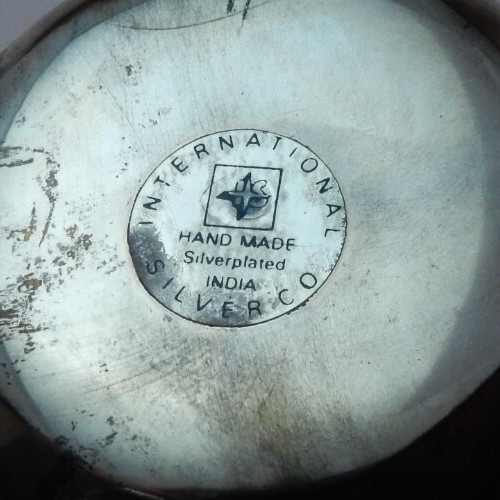 INTERNATIONAL
HAND MADE
Silverplated
INDIA
SILVER CO